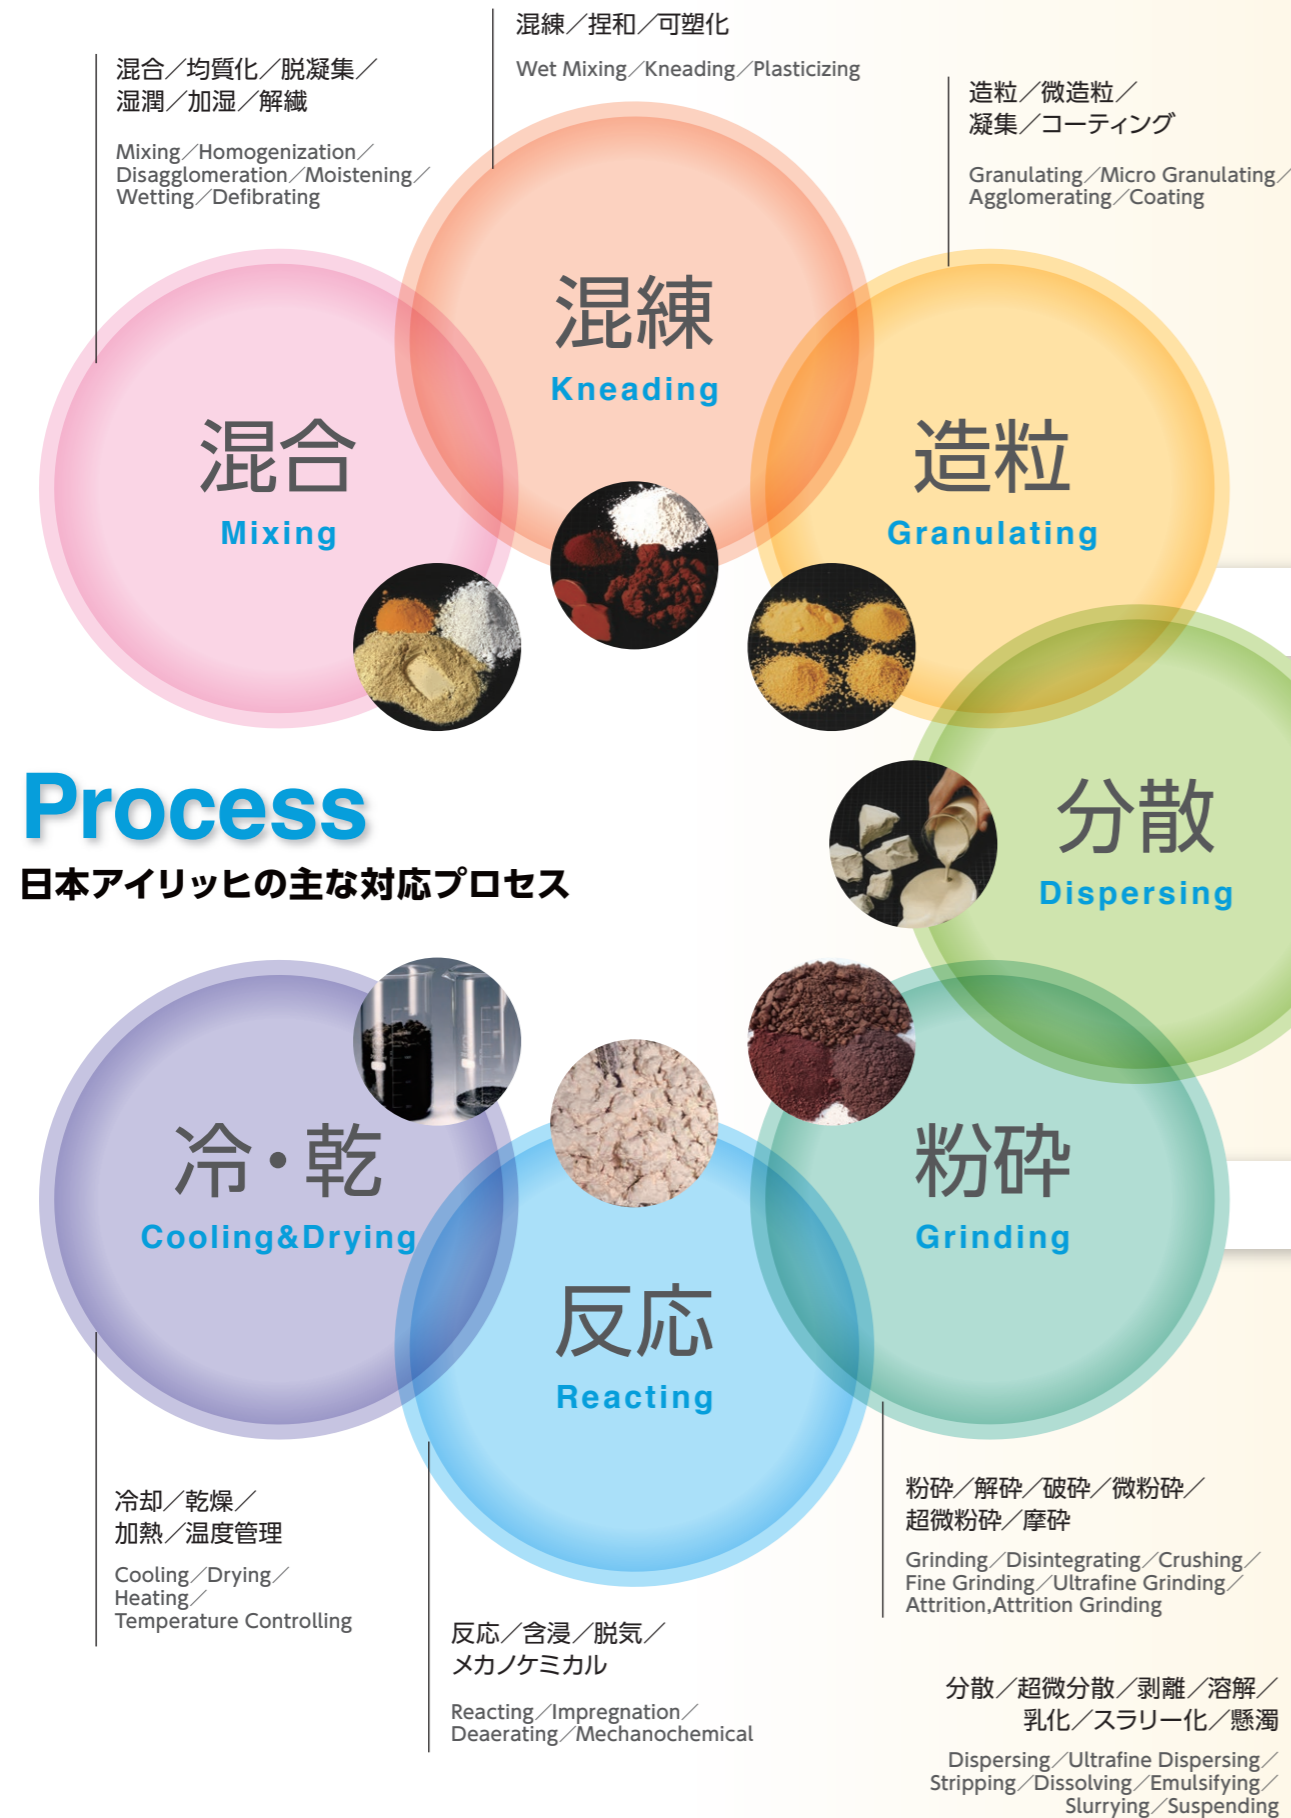 混練／捏和／可塑化
Wet Mixing／Kneading／Plasticizing
混合／均質化／脱凝集／
湿潤／加湿／解繊
Mixing／Homogenization／
Disagglomeration／Moistening／
Wetting／Defibrating
造粒／微造粒／
凝集／コーティング
Granulating／Micro Granulating／
Agglomerating／Coating
混練
Kneading
混合
Mixing
造粒
Granulating
分散
Dispersing
Process
日本アイリッヒの主な対応プロセス
冷・乾
Cooling&Drying
反応
Reacting
粉砕
Grinding
冷却／乾燥／
加熱／温度管理
Cooling／Drying／
Heating／
Temperature Controlling
反応／含浸／脱気／
メカノケミカル
Reacting／Impregnation／
Deaerating／Mechanochemical
粉砕／解砕／破砕／微粉砕／
超微粉砕／摩砕
Grinding／Disintegrating／Crushing／
Fine Grinding／Ultrafine Grinding／
Attrition,Attrition Grinding
分散／超微分散／剥離／溶解／
乳化／スラリー化／懸濁
Dispersing／Ultrafine Dispersing／
Stripping／Dissolving／Emulsifying／
Slurrying／Suspending